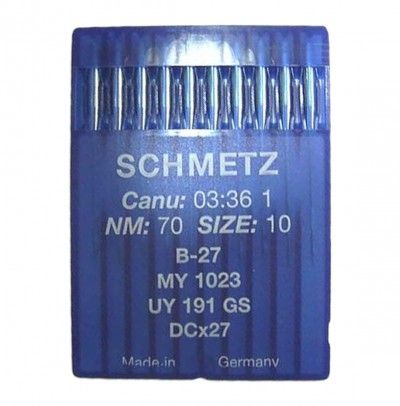 SCHMETZ
Canu: 03:36 1
NM: 70 SIZE: 10
B-27
MY 1023
UY 191 GS
DCx27
Made in Germany